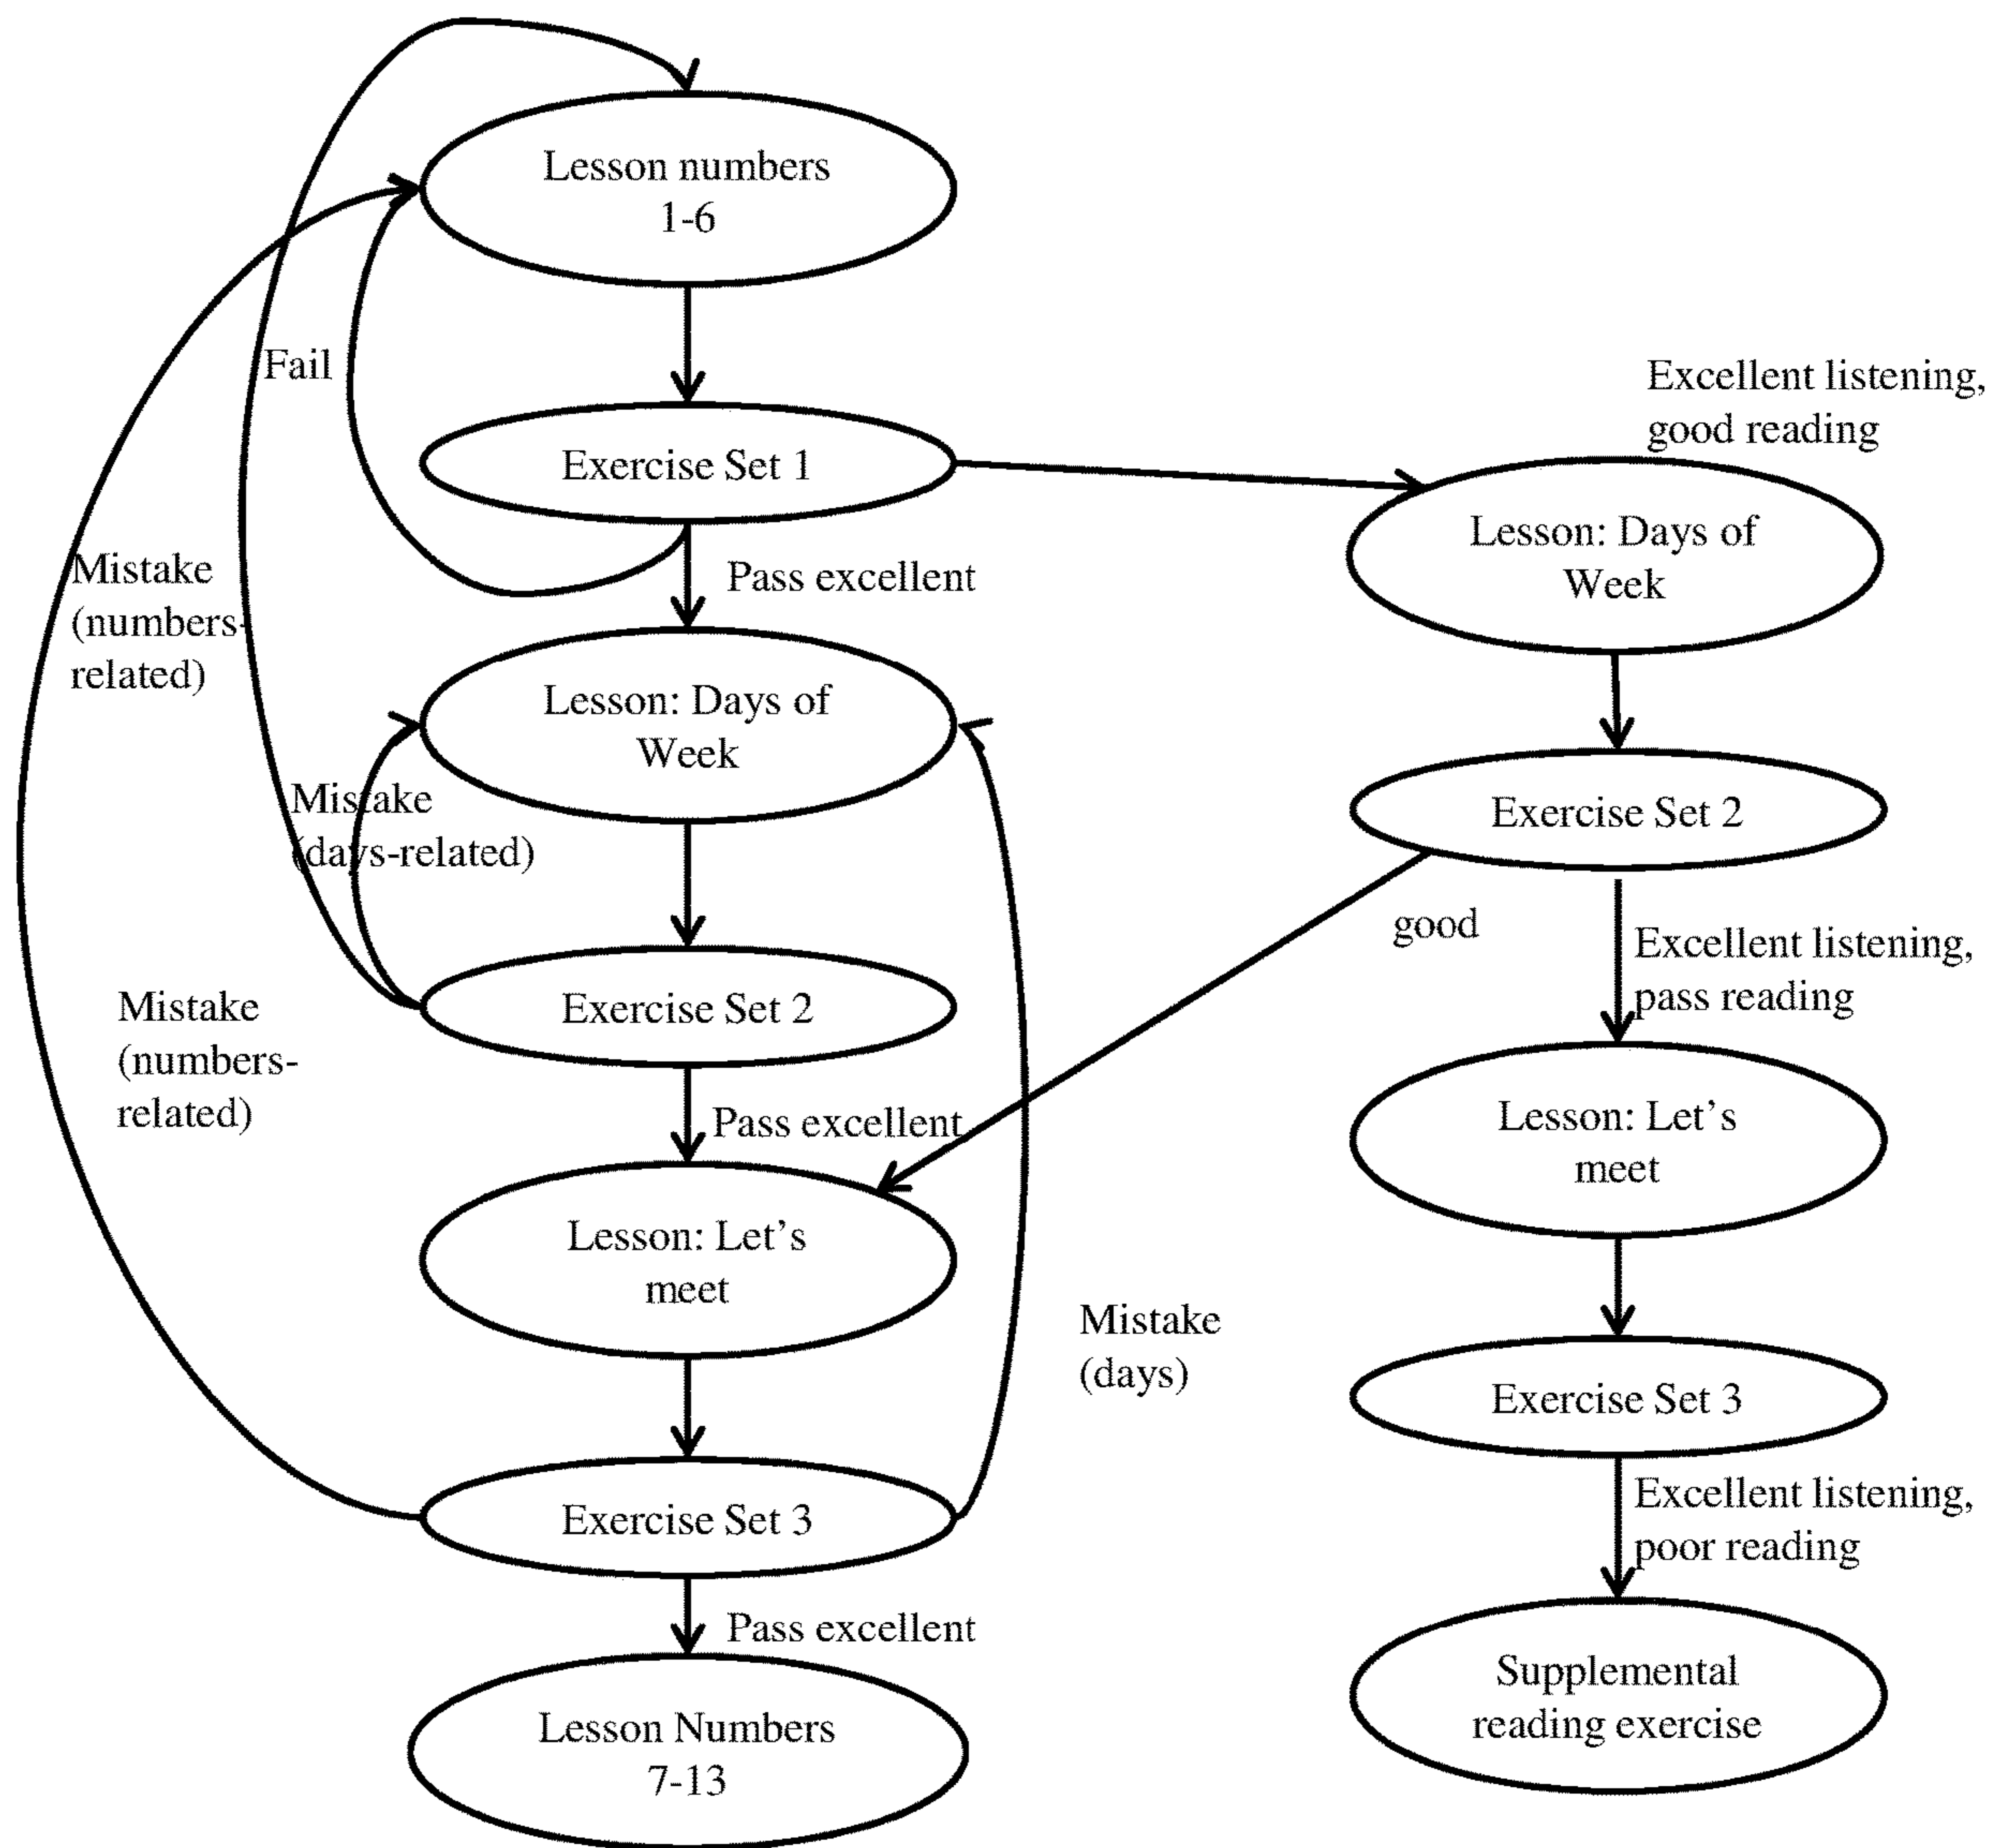 Lesson numbers
1-6
Fail
Exercise Set 1
Excellent listening,
good reading
Pass excellent
Lesson: Days of
Week
Mistake
(numbers-
related)
Lesson: Days of
Week
Mistake
(days-related)
Exercise Set 2
good
Excellent listening,
pass reading
Exercise Set 2
Mistake
(numbers-
related)
Pass excellent
Lesson: Let's
meet
Lesson: Let's
meet
Mistake
(days)
Exercise Set 3
Exercise Set 3
Excellent listening,
poor reading
Pass excellent
Supplemental
reading exercise
Lesson Numbers
7-13